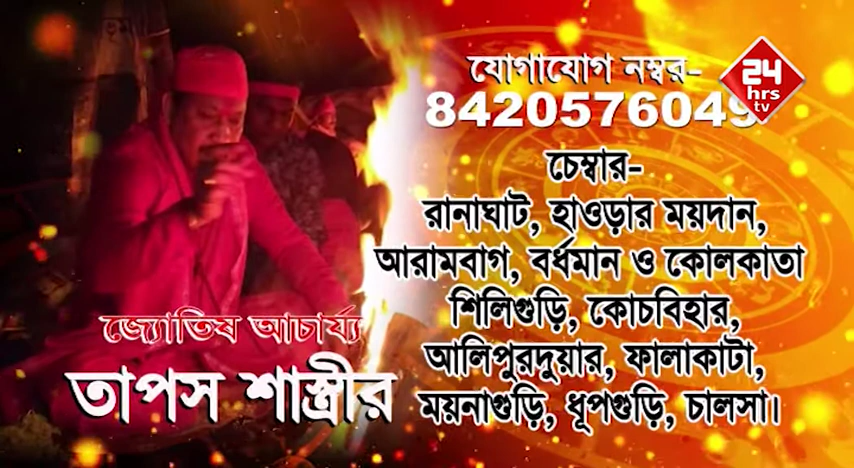 যোগাযোগ নম্বর-
8420576049
24
hrs
tv
চেম্বার-
রানাঘাট, হাওড়ার ময়দান,
আরামবাগ, বর্ধমান ও কোলকাতা
শিলিগুড়ি, কোচবিহার,
আলিপুরদুয়ার, ফালাকাটা,
ময়নাগুড়ি, ধূপগুড়ি, চালসা।
জ্যোতিষ আচার্য্য
তাপস শাস্ত্রীর